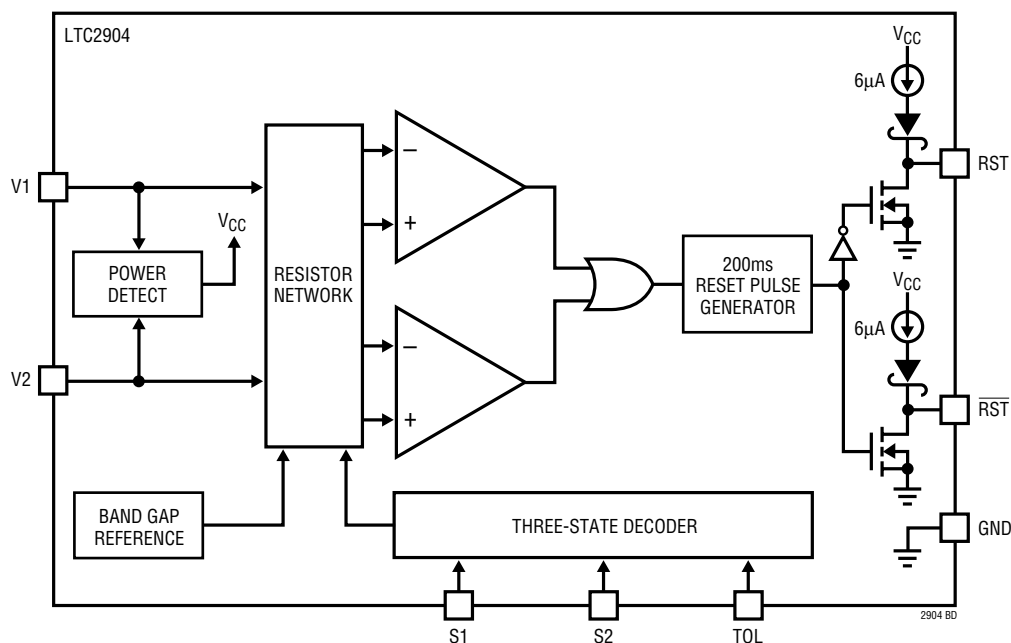 LTC2904
VCC
6µA
RST
V1
VCC
POWER
DETECT
RESISTOR
NETWORK
−
+
200ms
RESET PULSE
GENERATOR
VCC
6µA
V2
−
+
RST
BAND GAP
REFERENCE
THREE-STATE DECODER
GND
S1
S2
TOL
2904 BD